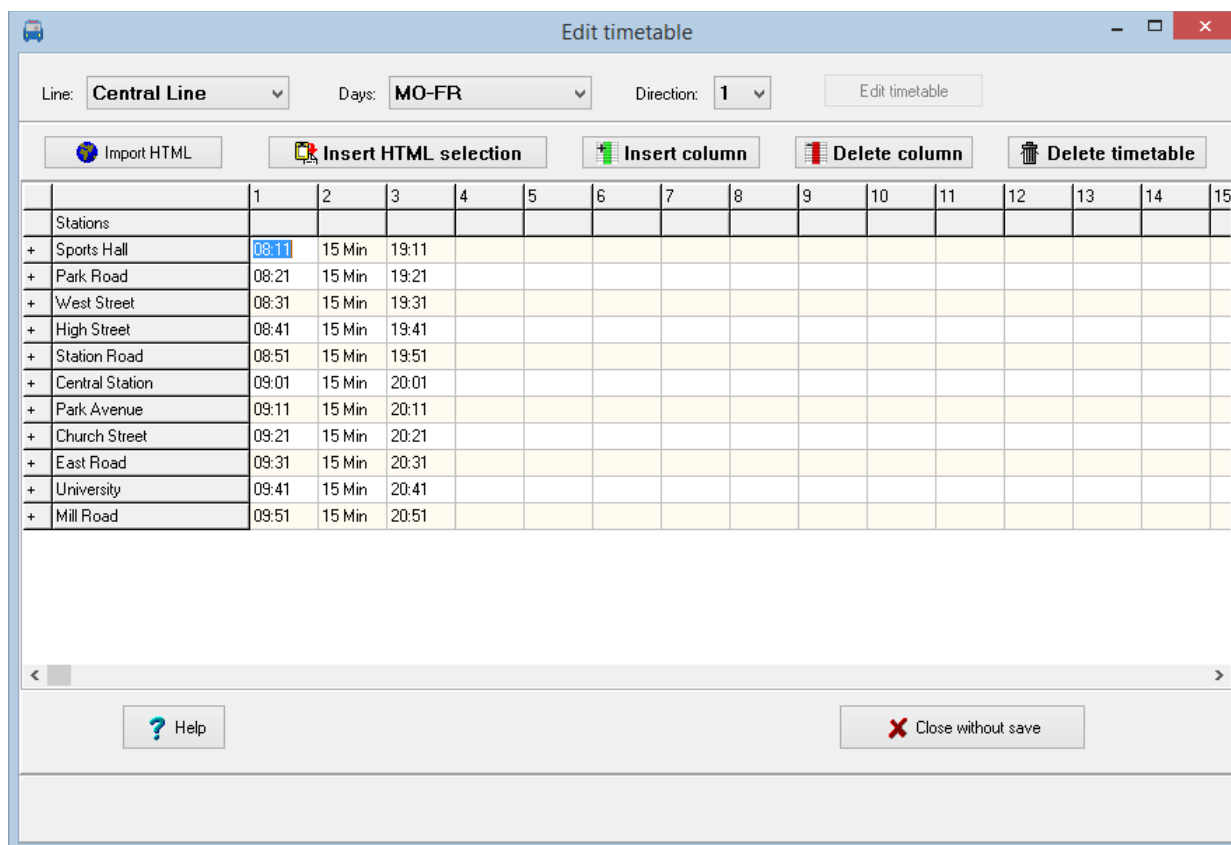 Edit timetable
Line: Central Line Days: MO-FR Direction: 1 Edit timetable
Import HTML Insert HTML selection Insert column Delete column Delete timetable
1 2 3 4 5 6 7 8 9 10 11 12 13 14 15
Stations
+ Sports Hall 08:11 15 Min 19:11
+ Park Road 08:21 15 Min 19:21
+ West Street 08:31 15 Min 19:31
+ High Street 08:41 15 Min 19:41
+ Station Road 08:51 15 Min 19:51
+ Central Station 09:01 15 Min 20:01
+ Park Avenue 09:11 15 Min 20:11
+ Church Street 09:21 15 Min 20:21
+ East Road 09:31 15 Min 20:31
+ University 09:41 15 Min 20:41
+ Mill Road 09:51 15 Min 20:51
? Help Close without save